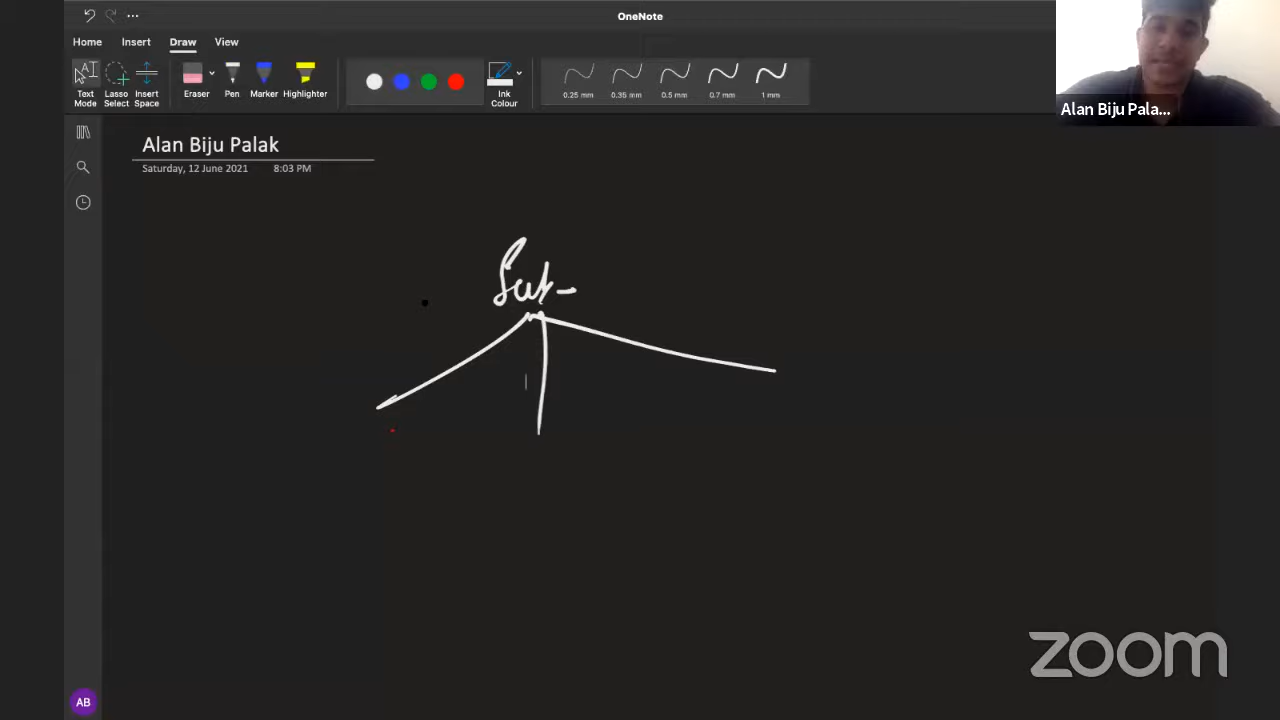 OneNote
Home Insert Draw View
Text Mode
Lasso Select
Insert Space
Eraser
Pen
Marker
Highlighter
Ink Colour
0.25 mm
0.35 mm
0.5 mm
0.7 mm
1 mm
Alan Biju Pala...
Alan Biju Palak
Saturday, 12 June 2021 8:03 PM
zoom
AB